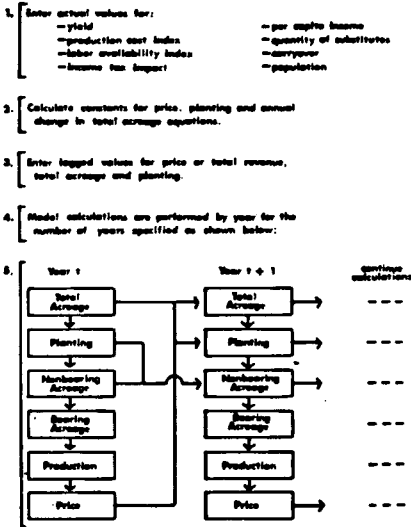 1. Enter actual values for:
—yield
—production cost index
—labor availability index
—income tax impact
—per capita income
—quantity of substitutes
—carryover
—population
2. Calculate constants for price, planting and annual
change in total acreage equations.
3. Enter lagged values for price or total revenue,
total acreage and planting.
4. Model calculations are performed by year for the
number of years specified as shown below:
5. Year t
Year t + 1
continue
calculations
Total
Acreage
Total
Acreage
Planting
Planting
Nonbearing
Acreage
Nonbearing
Acreage
Bearing
Acreage
Bearing
Acreage
Production
Production
Price
Price